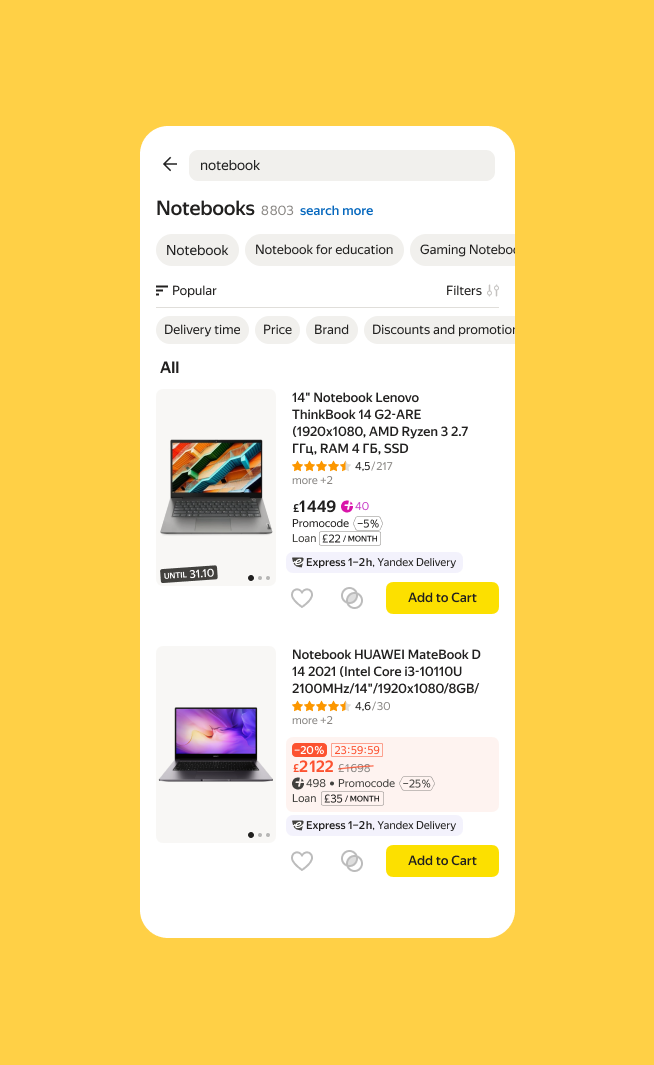 notebook
Notebooks 8803 search more
Notebook Notebook for education Gaming Noteboo
Popular Filters
Delivery time Price Brand Discounts and promotion
All
14" Notebook Lenovo
ThinkBook 14 G2-ARE
(1920x1080, AMD Ryzen 3 2.7
ГГц, RAM 4 ГБ, SSD
4,5/217
more +2
£1449 40
Promocode −5%
Loan £22 / MONTH
Express 1–2h, Yandex Delivery
UNTIL 31.10
Add to Cart
Notebook HUAWEI MateBook D
14 2021 (Intel Core i3-10110U
2100MHz/14"/1920x1080/8GB/
4,6/30
more +2
−20% 23:59:59
£2122 £1698
498 • Promocode −25%
Loan £35 / MONTH
Express 1–2h, Yandex Delivery
Add to Cart